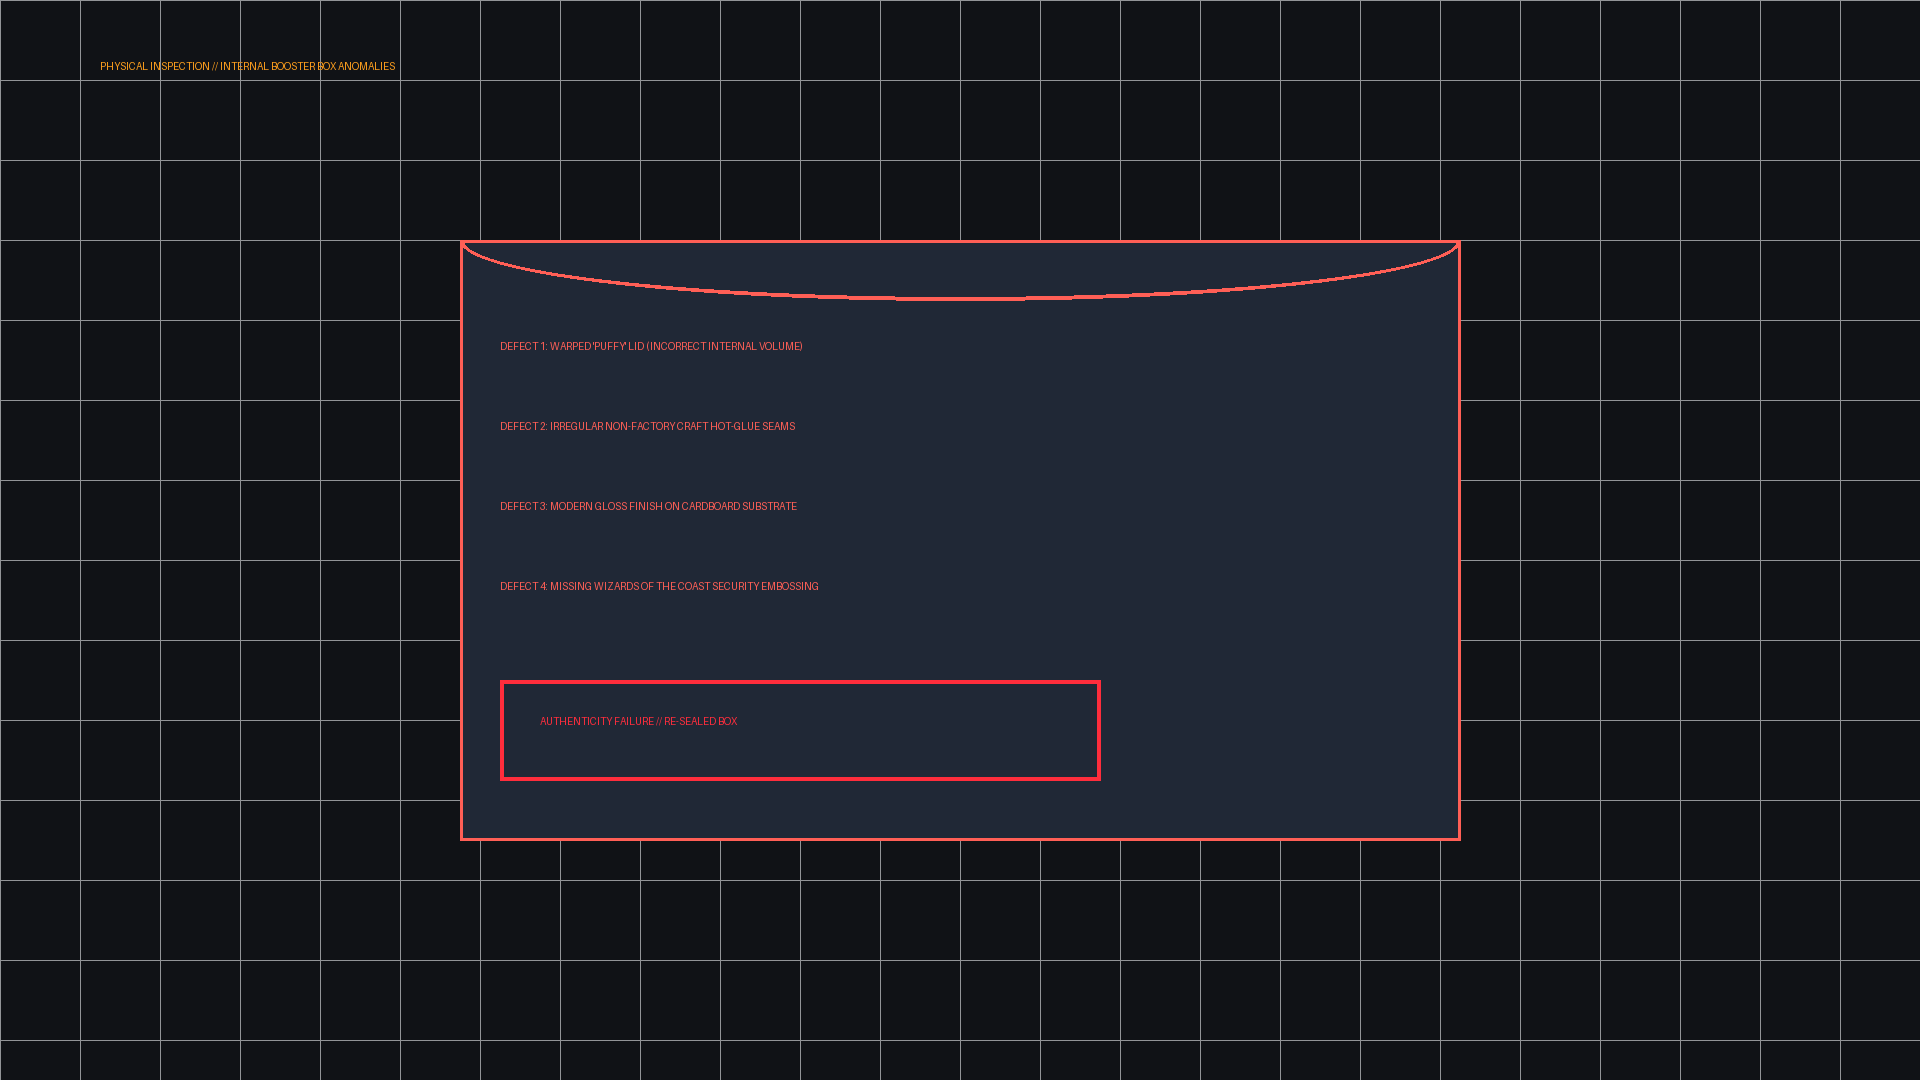 PHYSICAL INSPECTION // INTERNAL BOOSTER BOX ANOMALIES
DEFECT 1: WARPED 'PUFFY' LID (INCORRECT INTERNAL VOLUME)
DEFECT 2: IRREGULAR NON-FACTORY CRAFT HOT-GLUE SEAMS
DEFECT 3: MODERN GLOSS FINISH ON CARDBOARD SUBSTRATE
DEFECT 4: MISSING WIZARDS OF THE COAST SECURITY EMBOSSING
AUTHENTICITY FAILURE // RE-SEALED BOX